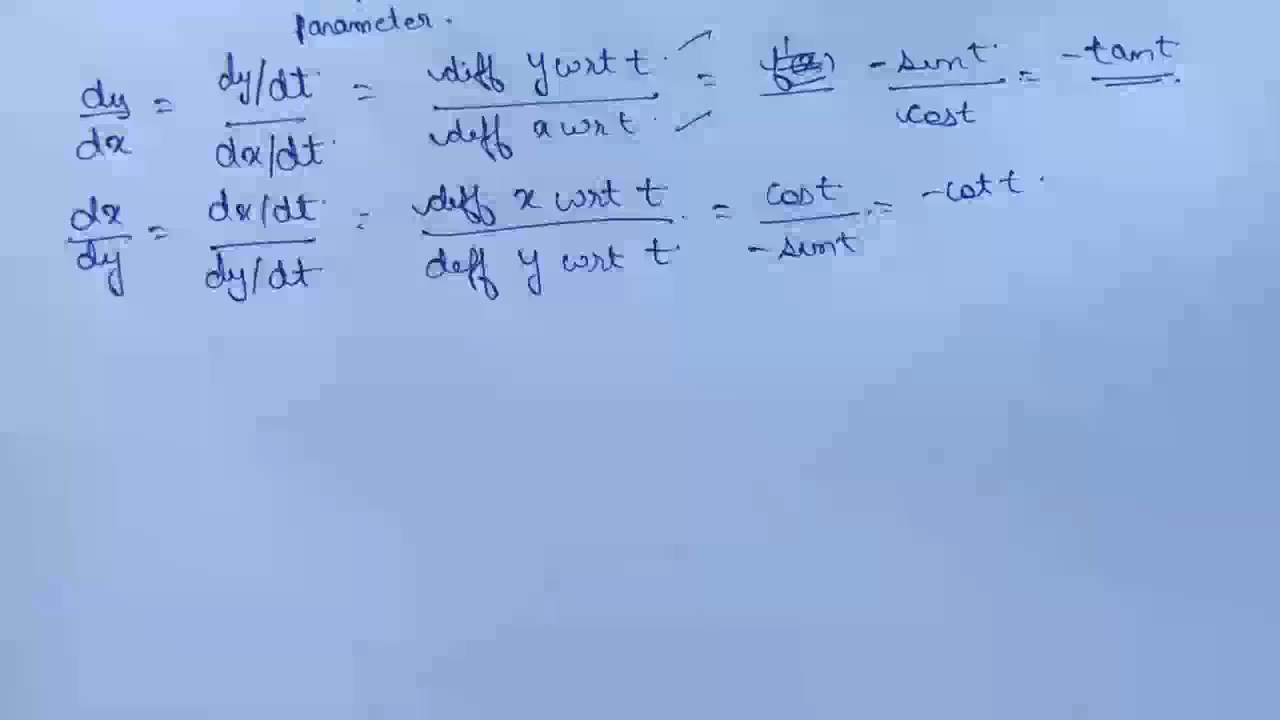 parameter.
dy/dx = dy/dt / dx/dt = diff y wrt t / diff x wrt t = -sint / cost = -tant
dx/dy = dx/dt / dy/dt = diff x wrt t / diff y wrt t = cost / -sint = -cot t